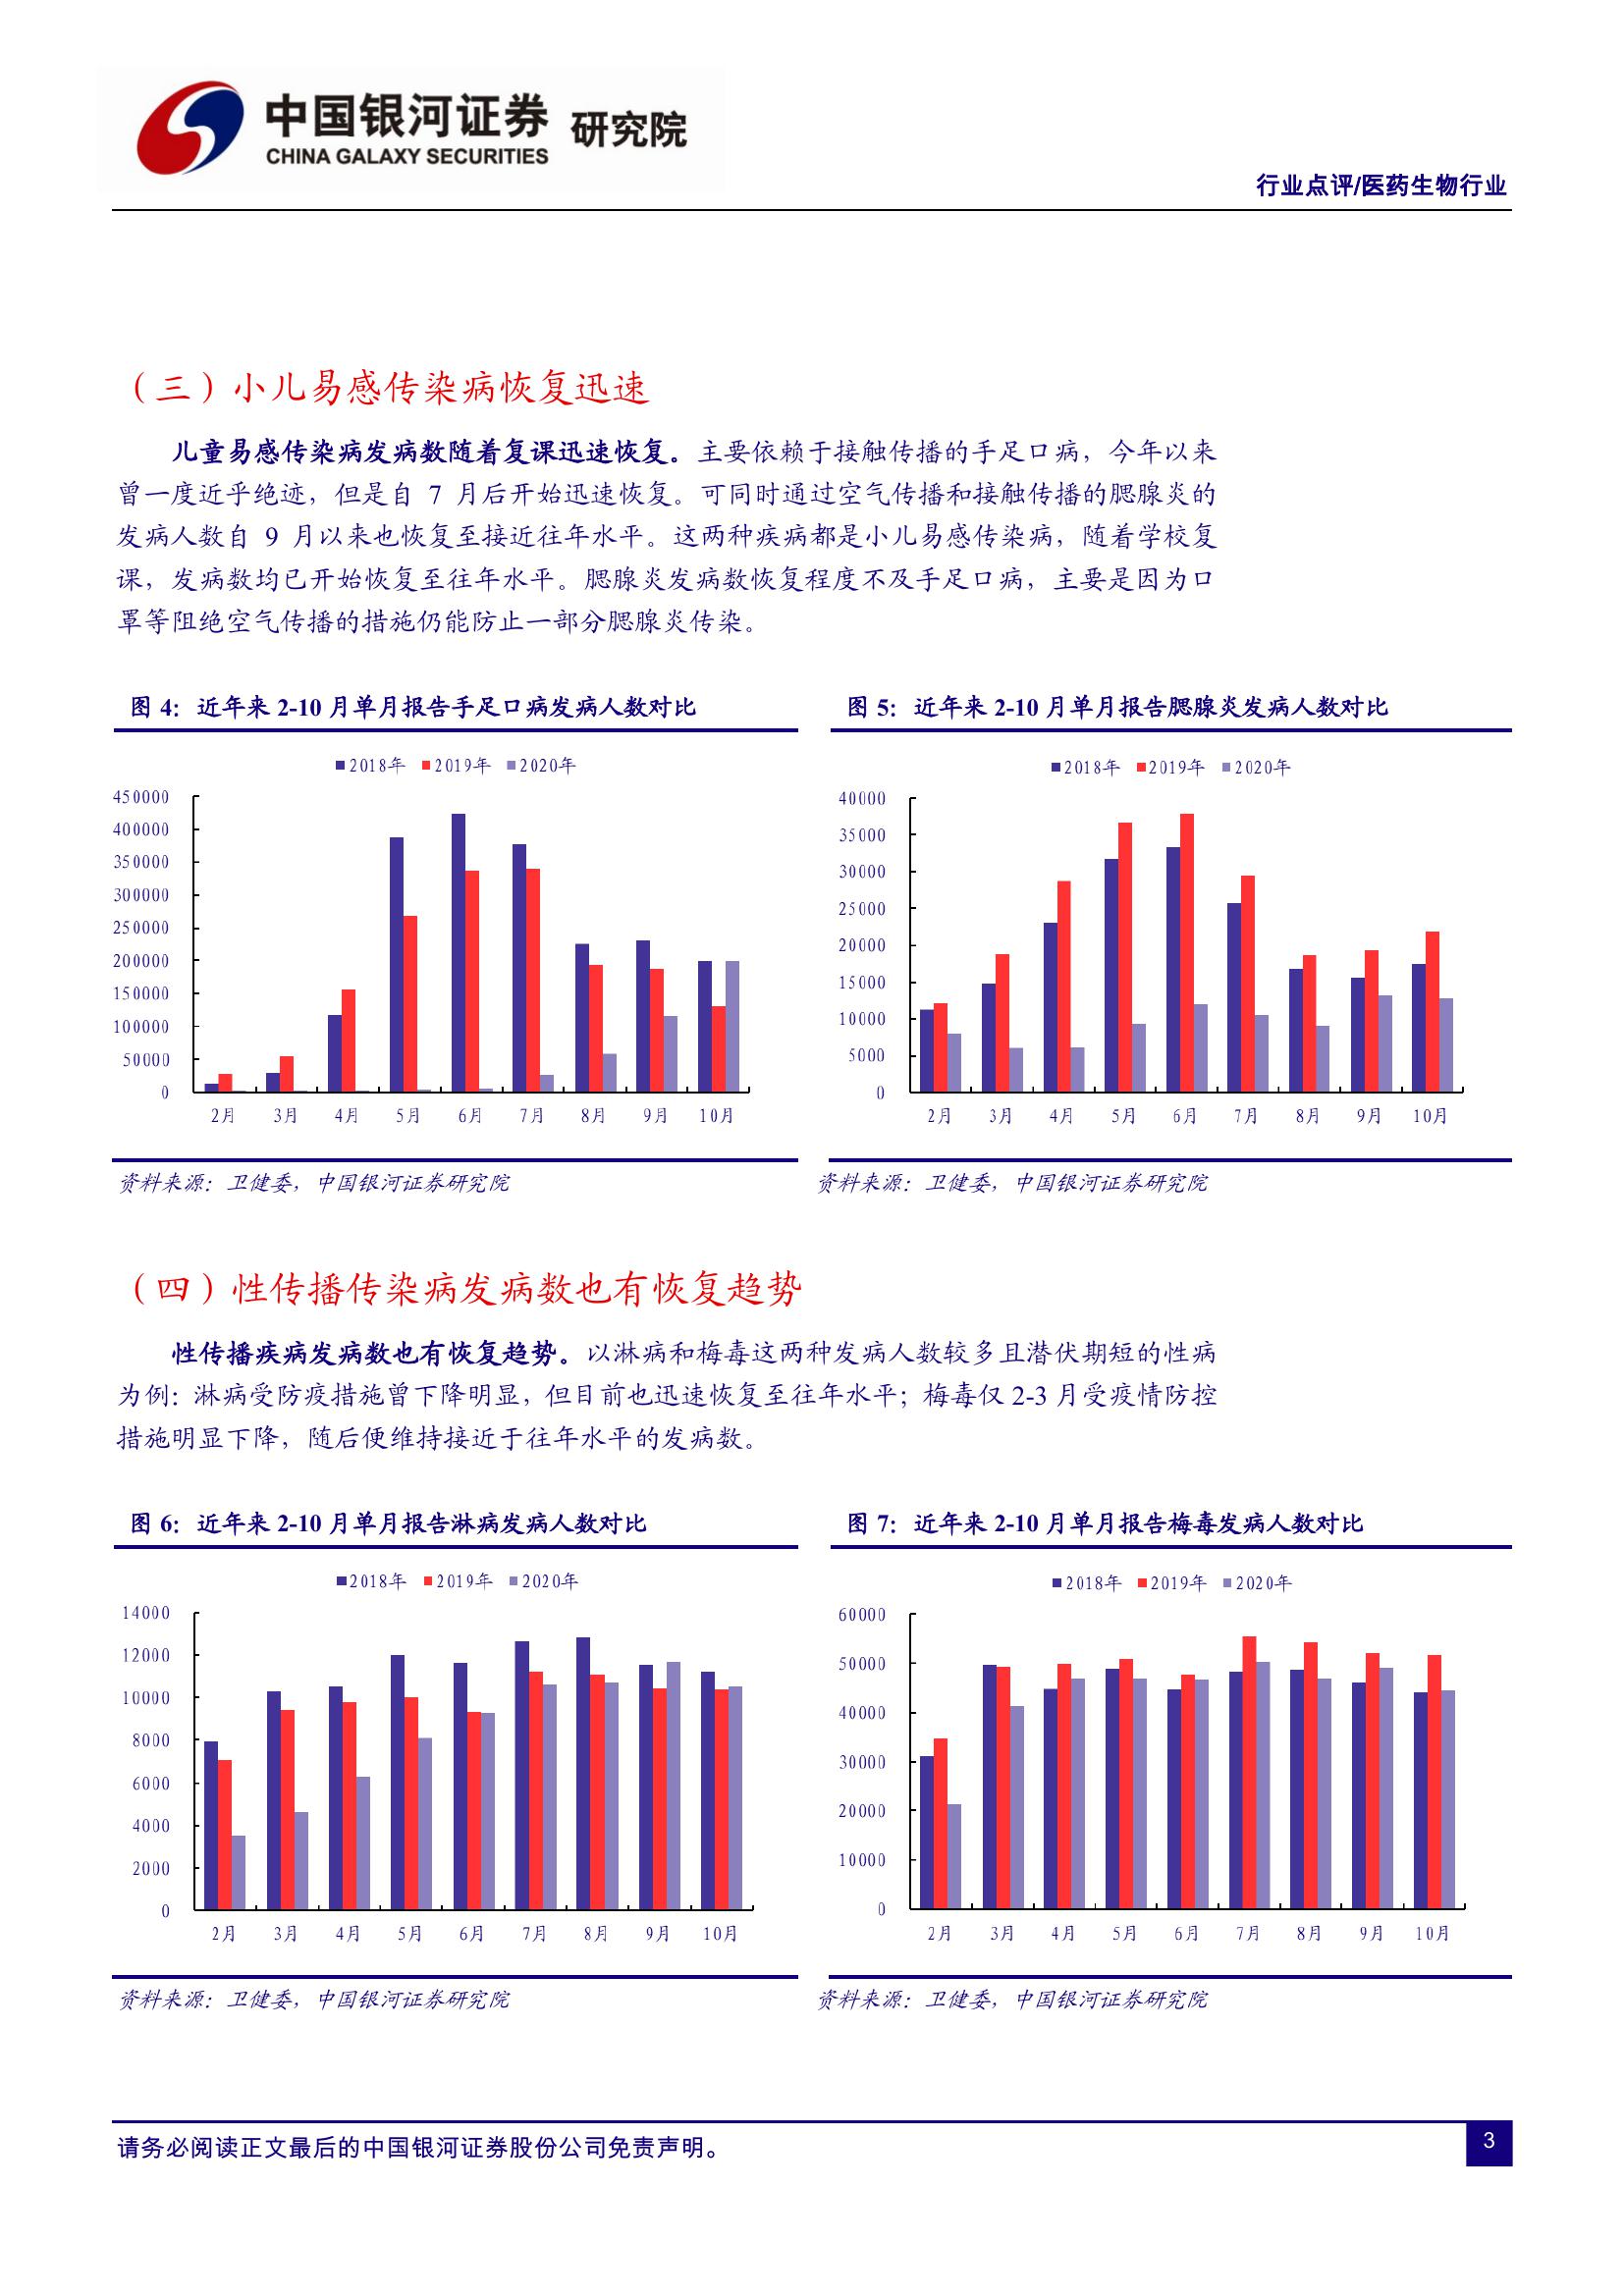 中国银河证券 研究院
CHINA GALAXY SECURITIES
行业点评/医药生物行业
（三）小儿易感传染病恢复迅速
儿童易感传染病发病数随着复课迅速恢复。主要依赖于接触传播的手足口病，今年以来
曾一度近乎绝迹，但是自 7 月后开始迅速恢复。可同时通过空气传播和接触传播的腮腺炎的
发病人数自 9 月以来也恢复至接近往年水平。这两种疾病都是小儿易感传染病，随着学校复
课，发病数均已开始恢复至往年水平。腮腺炎发病数恢复程度不及手足口病，主要是因为口
罩等阻绝空气传播的措施仍能防止一部分腮腺炎传染。
图 4：近年来 2-10 月单月报告手足口病发病人数对比
2018年 2019年 2020年
450000
400000
350000
300000
250000
200000
150000
100000
50000
0
2月 3月 4月 5月 6月 7月 8月 9月 10月
资料来源：卫健委，中国银河证券研究院
图 5：近年来 2-10 月单月报告腮腺炎发病人数对比
2018年 2019年 2020年
40000
35000
30000
25000
20000
15000
10000
5000
0
2月 3月 4月 5月 6月 7月 8月 9月 10月
资料来源：卫健委，中国银河证券研究院
（四）性传播传染病发病数也有恢复趋势
性传播疾病发病数也有恢复趋势。以淋病和梅毒这两种发病人数较多且潜伏期短的性病
为例：淋病受防疫措施曾下降明显，但目前也迅速恢复至往年水平；梅毒仅 2-3 月受疫情防控
措施明显下降，随后便维持接近于往年水平的发病数。
图 6：近年来 2-10 月单月报告淋病发病人数对比
2018年 2019年 2020年
14000
12000
10000
8000
6000
4000
2000
0
2月 3月 4月 5月 6月 7月 8月 9月 10月
资料来源：卫健委，中国银河证券研究院
图 7：近年来 2-10 月单月报告梅毒发病人数对比
2018年 2019年 2020年
60000
50000
40000
30000
20000
10000
0
2月 3月 4月 5月 6月 7月 8月 9月 10月
资料来源：卫健委，中国银河证券研究院
请务必阅读正文最后的中国银河证券股份公司免责声明。
3